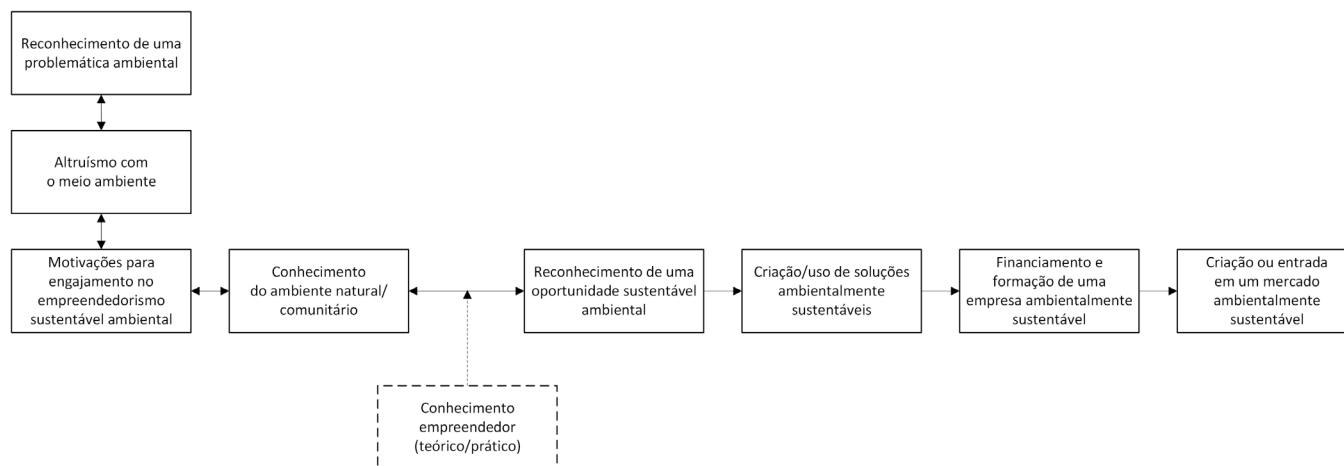 Reconhecimento de uma
problemática ambiental
Altruísmo com
o meio ambiente
Motivações para
engajamento no
empreendedorismo
sustentável ambiental
Conhecimento
do ambiente natural/
comunitário
Reconhecimento de uma
oportunidade sustentável
ambiental
Criação/uso de soluções
ambientalmente
sustentáveis
Financiamento e
formação de uma
empresa ambientalmente
sustentável
Criação ou entrada
em um mercado
ambientalmente
sustentável
Conhecimento
empreendedor
(teórico/prático)